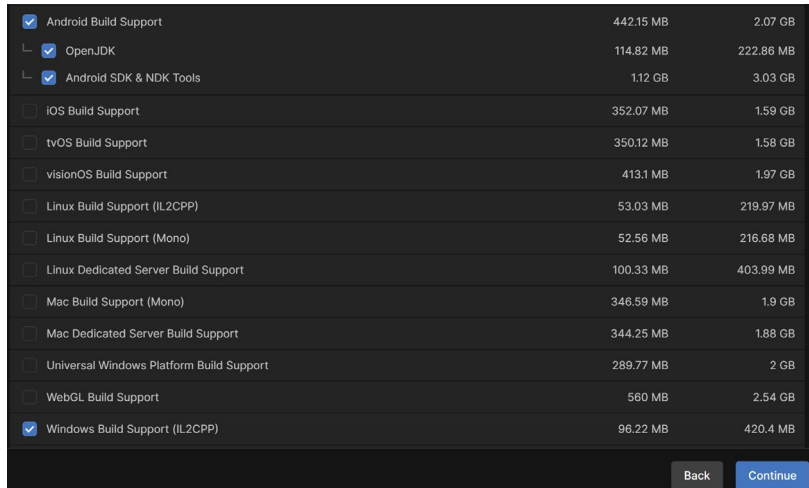 Android Build Support 442.15 MB 2.07 GB
OpenJDK 114.82 MB 222.86 MB
Android SDK & NDK Tools 1.12 GB 3.03 GB
iOS Build Support 352.07 MB 1.59 GB
tvOS Build Support 350.12 MB 1.58 GB
visionOS Build Support 413.1 MB 1.97 GB
Linux Build Support (IL2CPP) 53.03 MB 219.97 MB
Linux Build Support (Mono) 52.56 MB 216.68 MB
Linux Dedicated Server Build Support 100.33 MB 403.99 MB
Mac Build Support (Mono) 346.59 MB 1.9 GB
Mac Dedicated Server Build Support 344.25 MB 1.88 GB
Universal Windows Platform Build Support 289.77 MB 2 GB
WebGL Build Support 560 MB 2.54 GB
Windows Build Support (IL2CPP) 96.22 MB 420.4 MB
Back Continue